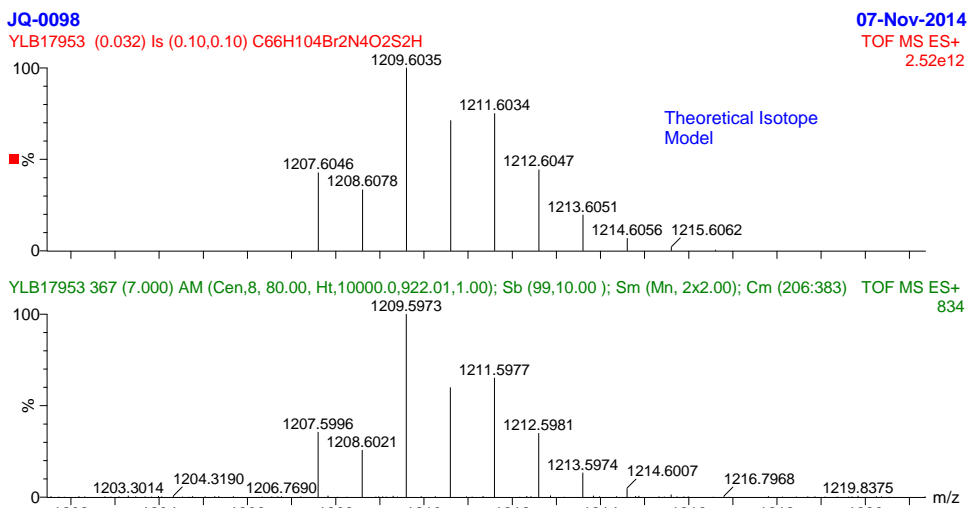 JQ-0098 07-Nov-2014
YLB17953 (0.032) Is (0.10,0.10) C66H104Br2N4O2S2H TOF MS ES+
2.52e12
100
1209.6035
1211.6034
Theoretical Isotope
Model
%
1207.6046
1212.6047
1208.6078
1213.6051
1214.6056 1215.6062
0
YLB17953 367 (7.000) AM (Cen,8, 80.00, Ht,10000.0,922.01,1.00); Sb (99,10.00 ); Sm (Mn, 2x2.00); Cm (206:383) TOF MS ES+
834
100
1209.5973
1211.5977
%
1207.5996
1212.5981
1208.6021
1213.5974
1214.6007
1203.3014 1204.3190 1206.7690 1216.7968 1219.8375
0
m/z